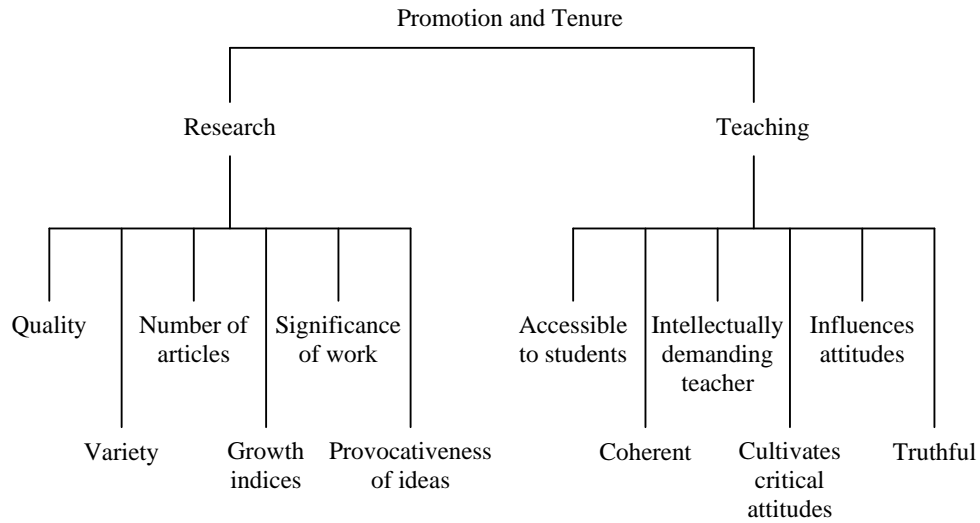 Promotion and Tenure
Research
Teaching
Quality
Number of
articles
Significance
of work
Accessible
to students
Intellectually
demanding
teacher
Influences
attitudes
Variety
Growth
indices
Provocativeness
of ideas
Coherent
Cultivates
critical
attitudes
Truthful